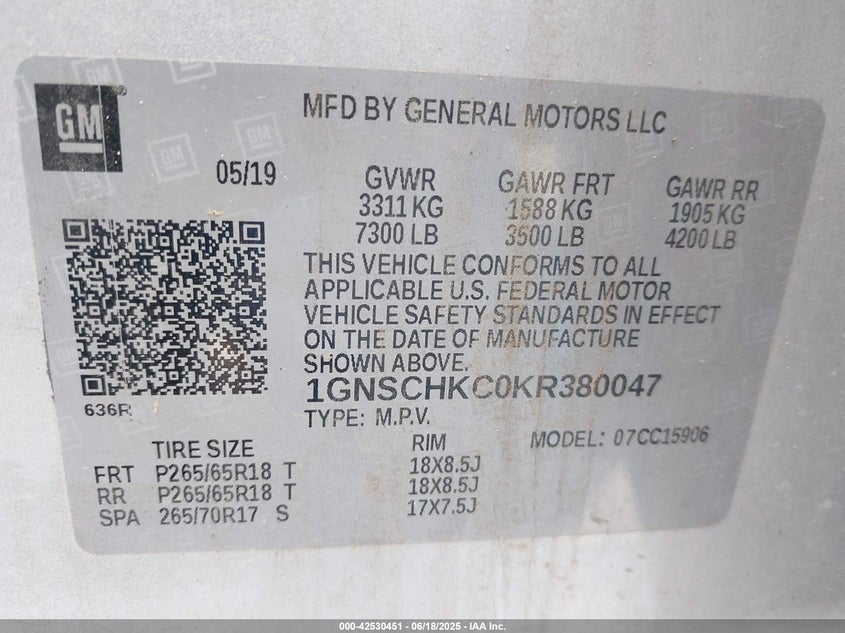 GM
MFD BY GENERAL MOTORS LLC
05/19
GVWR GAWR FRT GAWR RR
3311 KG 1588 KG 1905 KG
7300 LB 3500 LB 4200 LB
THIS VEHICLE CONFORMS TO ALL
APPLICABLE U.S. FEDERAL MOTOR
VEHICLE SAFETY STANDARDS IN EFFECT
ON THE DATE OF MANUFACTURE
SHOWN ABOVE.
1GNSCHKC0KR380047
636R
TYPE: M.P.V.
TIRE SIZE RIM MODEL: 07CC15906
FRT P265/65R18 T 18X8.5J
RR P265/65R18 T 18X8.5J
SPA 265/70R17 S 17X7.5J
000-42530451 - 06/18/2025 - IAA Inc.